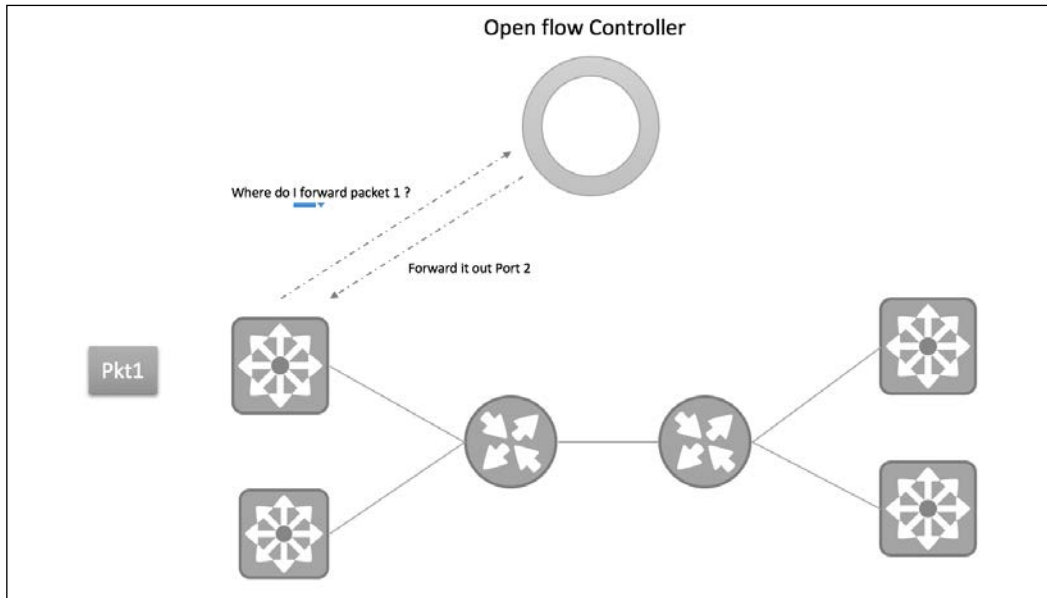 Open flow Controller
Where do I forward packet 1 ?
Forward it out Port 2
Pkt1